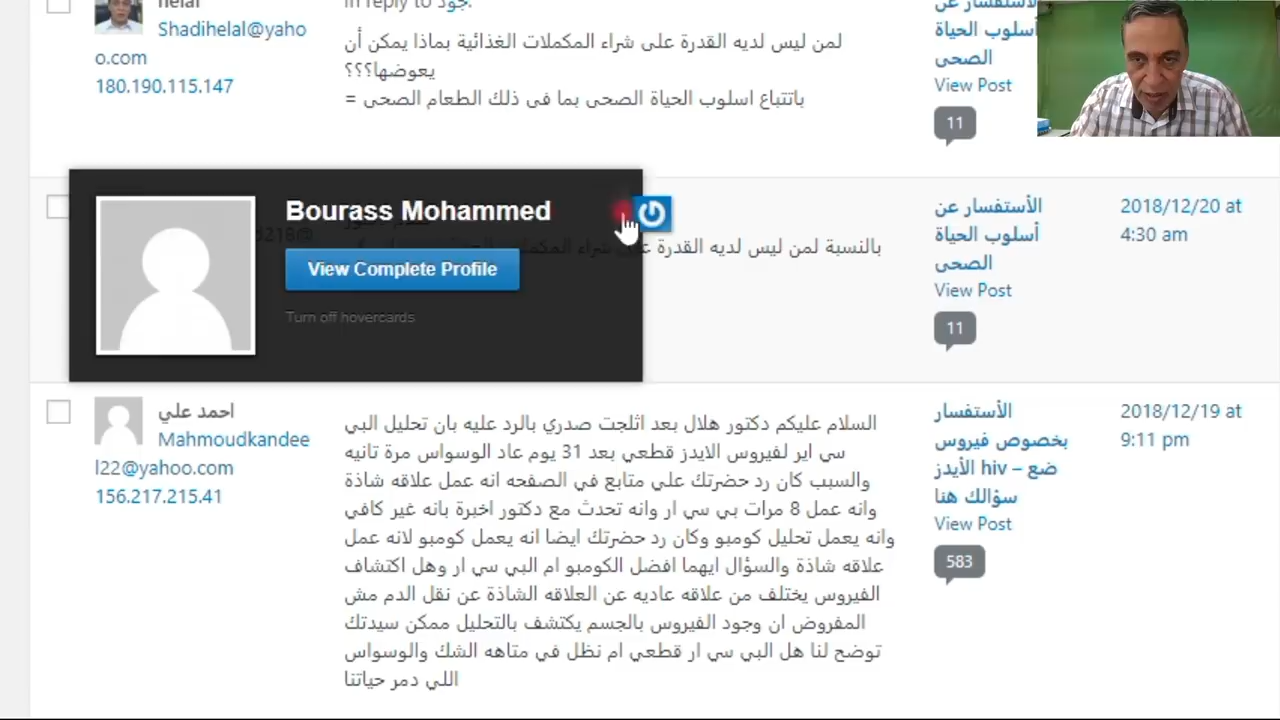 helal
Shadihelal@yaho
o.com
180.190.115.147
In reply to جود.
لمن ليس لديه القدرة على شراء المكملات الغذائية بماذا يمكن أن
يعوضها؟؟؟
= باتتباع اسلوب الحياة الصحى بما فى ذلك الطعام الصحى
الأستفسار عن
أسلوب الحياة
الصحى
View Post
11
Bourass Mohammed
View Complete Profile
Turn off hovercards
5218@
بالنسبة لمن ليس لديه القدرة على شراء المكملات
الأستفسار عن
أسلوب الحياة
الصحى
View Post
11
2018/12/20 at
4:30 am
احمد علي
Mahmoudkandee
l22@yahoo.com
156.217.215.41
السلام عليكم دكتور هلال بعد اثلجت صدري بالرد عليه بان تحليل البي
سي اير لفيروس الايدز قطعي بعد 31 يوم عاد الوسواس مرة تانيه
والسبب كان رد حضرتك علي متابع في الصفحه انه عمل علاقه شاذة
وانه عمل 8 مرات بي سي ار وانه تحدث مع دكتور اخبرة بانه غير كافي
وانه يعمل تحليل كومبو وكان رد حضرتك ايضا انه يعمل كومبو لانه عمل
علاقه شاذة والسؤال ايهما افضل الكومبو ام البي سي ار وهل اكتشاف
الفيروس يختلف من علاقه عاديه عن العلاقه الشاذة عن نقل الدم مش
المفروض ان وجود الفيروس بالجسم يكتشف بالتحليل ممكن سيدتك
توضح لنا هل البي سي ار قطعي ام نظل في متاهه الشك والوسواس
اللي دمر حياتنا
الأستفسار
بخصوص فيروس
الأيدز hiv – ضع
سؤالك هنا
View Post
583
2018/12/19 at
9:11 pm